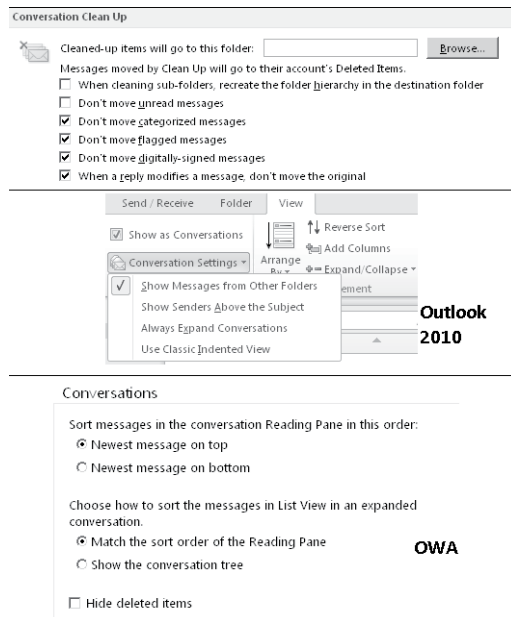 Conversation Clean Up
Cleaned-up items will go to this folder:
Browse...
Messages moved by Clean Up will go to their account's Deleted Items.
When cleaning sub-folders, recreate the folder hierarchy in the destination folder
Don't move unread messages
Don't move categorized messages
Don't move flagged messages
Don't move digitally-signed messages
When a reply modifies a message, don't move the original
Send / Receive Folder View
Show as Conversations
Conversation Settings
Arrange
By
Reverse Sort
Add Columns
Expand/Collapse
ement
Show Messages from Other Folders
Show Senders Above the Subject
Always Expand Conversations
Use Classic Indented View
Outlook
2010
Conversations
Sort messages in the conversation Reading Pane in this order:
Newest message on top
Newest message on bottom
Choose how to sort the messages in List View in an expanded
conversation.
Match the sort order of the Reading Pane
OWA
Show the conversation tree
Hide deleted items